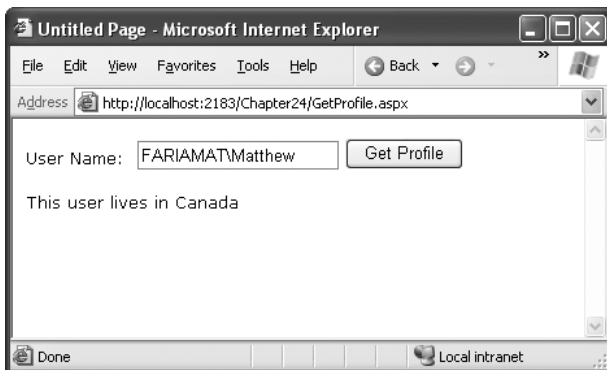 Untitled Page - Microsoft Internet Explorer
File Edit View Favorites Tools Help Back »
Address http://localhost:2183/Chapter24/GetProfile.aspx
User Name: FARIAMAT\Matthew Get Profile
This user lives in Canada
Done Local intranet